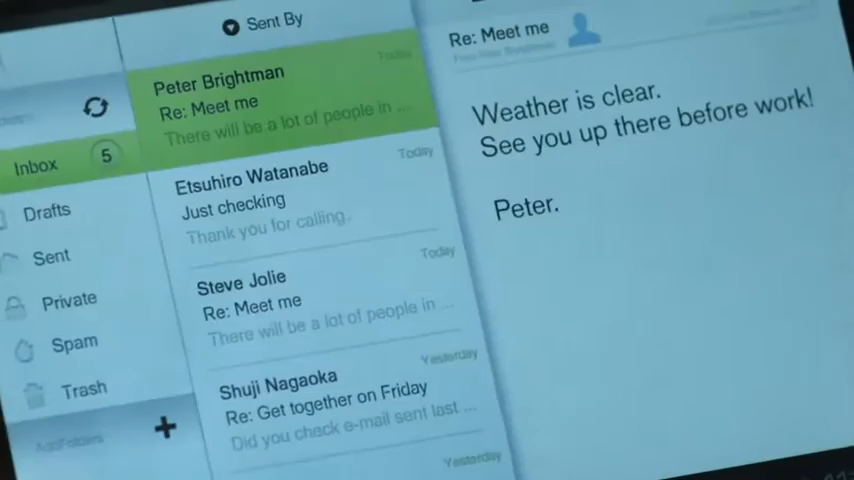 Sent By
Inbox 5
Drafts
Sent
Private
Spam
Trash
AddFolders +
Peter Brightman
Today
Re: Meet me
There will be a lot of people in ...
Etsuhiro Watanabe
Today
Just checking
Thank you for calling.
Steve Jolie
Today
Re: Meet me
There will be a lot of people in ...
Shuji Nagaoka
Yesterday
Re: Get together on Friday
Did you check e-mail sent last ...
Yesterday
Re: Meet me
Weather is clear.
See you up there before work!
Peter.